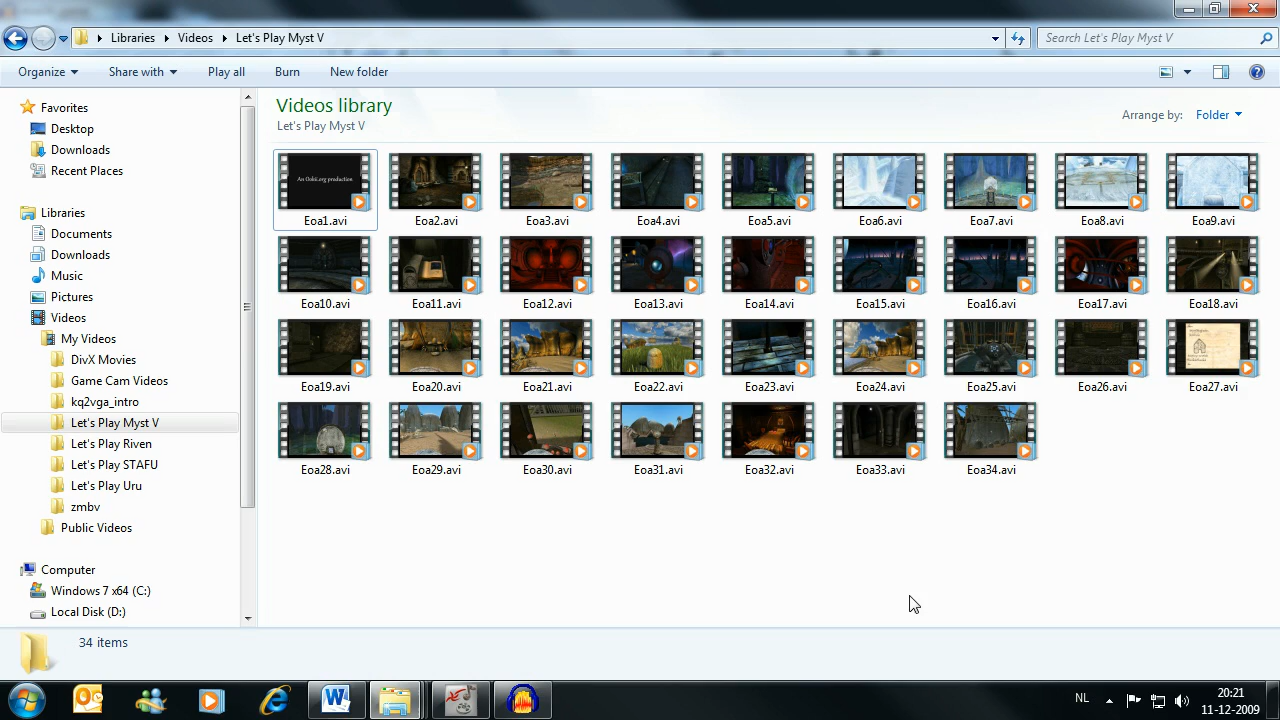 Libraries Videos Let's Play Myst V
Search Let's Play Myst V
Organize Share with Play all Burn New folder
Favorites
Desktop
Downloads
Recent Places
Libraries
Documents
Downloads
Music
Pictures
Videos
My Videos
DivX Movies
Game Cam Videos
kq2vga_intro
Let's Play Myst V
Let's Play Riven
Let's Play STAFU
Let's Play Uru
zmbv
Public Videos
Computer
Windows 7 x64 (C:)
Local Disk (D:)
Videos library
Let's Play Myst V
Arrange by: Folder
An Ookii.org production
Eoa1.avi Eoa2.avi Eoa3.avi Eoa4.avi Eoa5.avi Eoa6.avi Eoa7.avi Eoa8.avi Eoa9.avi
Eoa10.avi Eoa11.avi Eoa12.avi Eoa13.avi Eoa14.avi Eoa15.avi Eoa16.avi Eoa17.avi Eoa18.avi
Eoa19.avi Eoa20.avi Eoa21.avi Eoa22.avi Eoa23.avi Eoa24.avi Eoa25.avi Eoa26.avi Eoa27.avi
Eoa28.avi Eoa29.avi Eoa30.avi Eoa31.avi Eoa32.avi Eoa33.avi Eoa34.avi
34 items
NL
20:21
11-12-2009